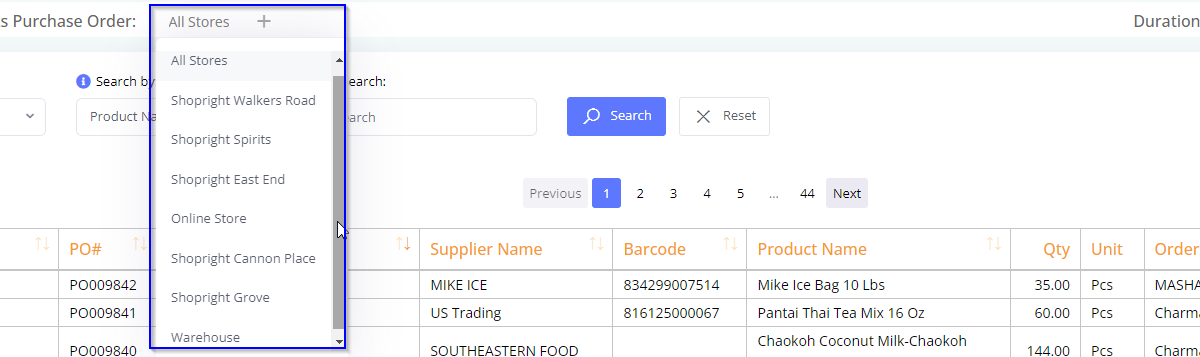 s Purchase Order: All Stores + Duration
All Stores
Search by earch:
Shopright Walkers Road
Product Na earch Search Reset
Shopright Spirits
Shopright East End
Previous 1 2 3 4 5 ... 44 Next
Online Store
PO# Supplier Name Barcode Product Name Qty Unit Order
Shopright Cannon Place
PO009842 MIKE ICE 834299007514 Mike Ice Bag 10 Lbs 35.00 Pcs MASHA
Shopright Grove
PO009841 US Trading 816125000067 Pantai Thai Tea Mix 16 Oz 60.00 Pcs Charma
Warehouse
PO009840 SOUTHEASTERN FOOD Chaokoh Coconut Milk-Chaokoh 144.00 Pcs Charma